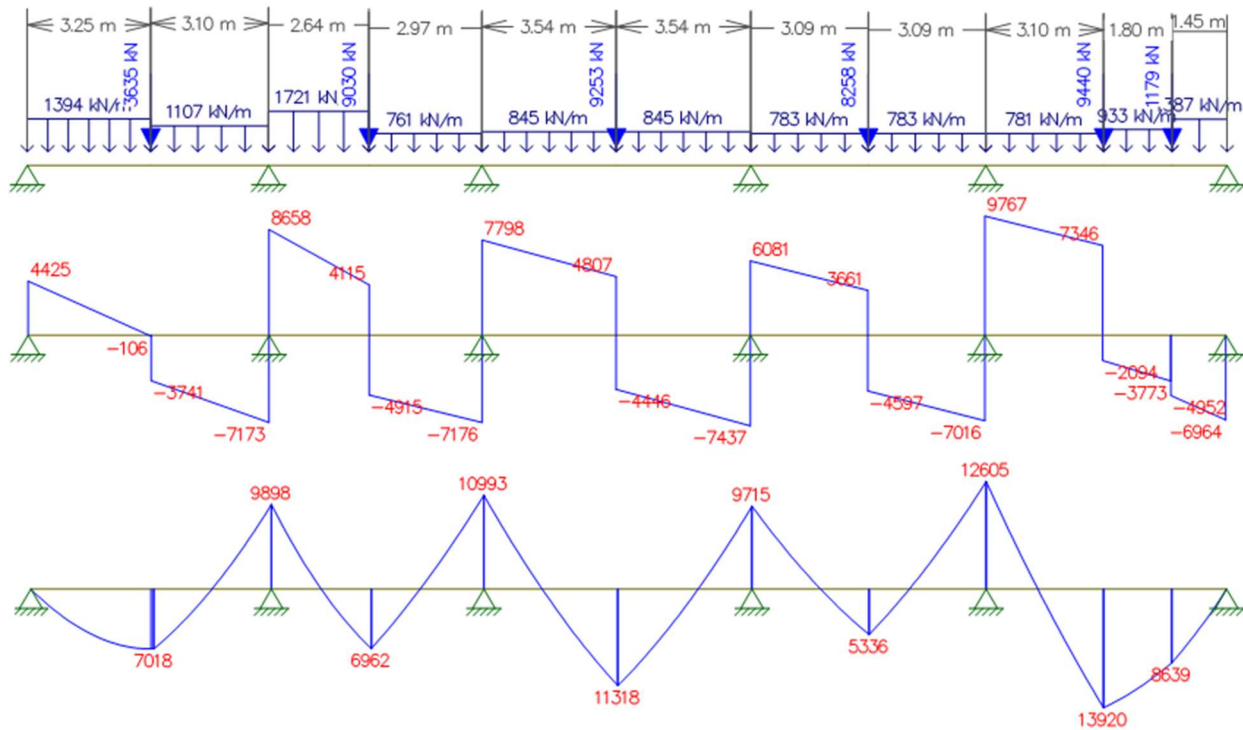 3.25 m 3.10 m 2.64 m 2.97 m 3.54 m 3.54 m 3.09 m 3.09 m 3.10 m 1.80 m 1.45 m
3635 kN 9030 kN 9253 kN 8258 kN 9440 kN 1179 kN
1394 kN/m 1107 kN/m 1721 kN 761 kN/m 845 kN/m 845 kN/m 783 kN/m 783 kN/m 781 kN/m 933 kN/m 387 kN/m
4425 -106 -3741 -7173 8658 4115 -4915 -7176 7798 4807 -4446 -7437 6081 3661 -4597 -7016 9767 7346 -2094 -3773 -4952 -6964
7018 9898 6962 10993 11318 9715 5336 12605 13920 8639